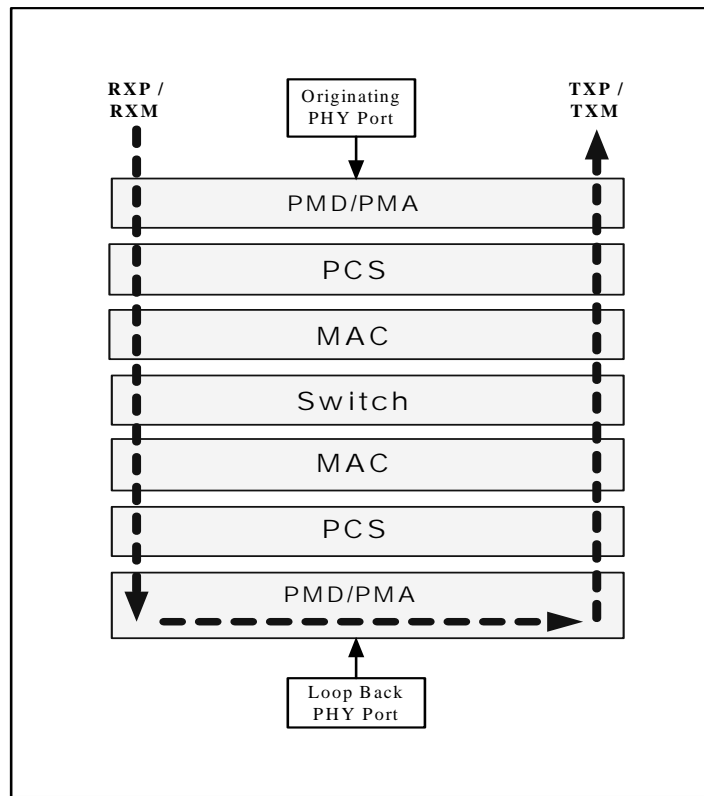 RXP /
RXM
Originating
PHY Port
TXP /
TXM
PMD/PMA
PCS
MAC
Switch
MAC
PCS
PMD/PMA
Loop Back
PHY Port